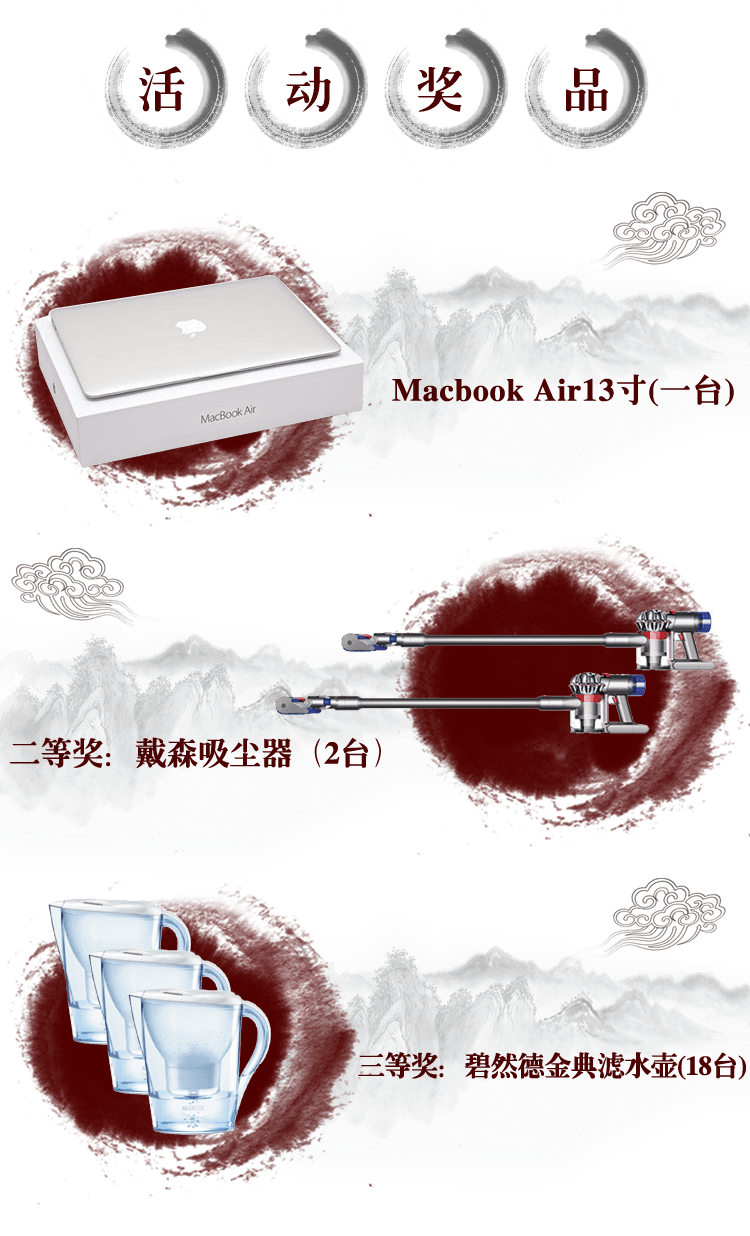 活动奖品
MacBook Air
Macbook Air13寸(一台)
二等奖：戴森吸尘器（2台）
三等奖：碧然德金典滤水壶(18台)